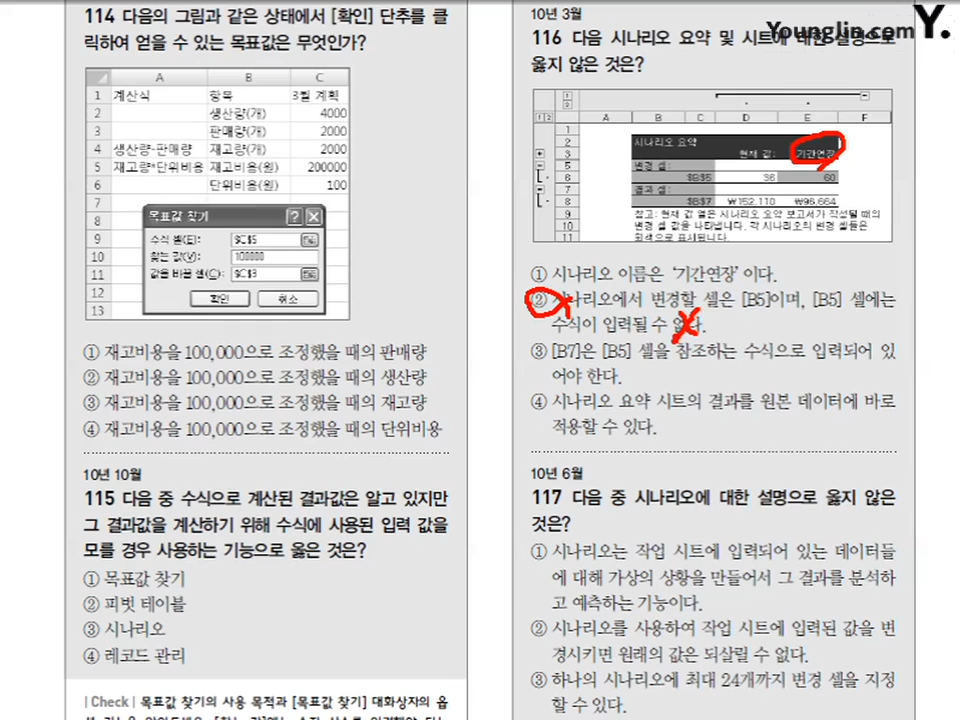 114 다음의 그림과 같은 상태에서 [확인] 단추를 클
릭하여 얻을 수 있는 목표값은 무엇인가?
A B C
1 계산식 항목 3월 계획
2 생산량(개) 4000
3 판매량(개) 2000
4 생산량-판매량 재고량(개) 2000
5 재고량*단위비용 재고비용(원) 200000
6 단위비용(원) 100
7
8 목표값 찾기
9 수식 셀(E): $C$5
10 찾는 값(V): 100000
11 값을 바꿀 셀(C): $C$3
12 확인 취소
13
① 재고비용을 100,000으로 조정했을 때의 판매량
② 재고비용을 100,000으로 조정했을 때의 생산량
③ 재고비용을 100,000으로 조정했을 때의 재고량
④ 재고비용을 100,000으로 조정했을 때의 단위비용
10년 10월
115 다음 중 수식으로 계산된 결과값은 알고 있지만
그 결과값을 계산하기 위해 수식에 사용된 입력 값을
모를 경우 사용하는 기능으로 옳은 것은?
① 목표값 찾기
② 피벗 테이블
③ 시나리오
④ 레코드 관리
| Check | 목표값 찾기의 사용 목적과 [목표값 찾기] 대화상자의 옵
10년 3월
Younglin.com Y.
116 다음 시나리오 요약 및 시트에 대한 설명으로
옳지 않은 것은?
1
2
1 2 A B C D E F
1
2 시나리오 요약
3 현재 값: 기간연장
5 변경 셀:
6 $B$5 36 60
7 결과 셀:
8 $B$7 ₩152,110 ₩96,664
9 참고: 현재 값 열은 시나리오 요약 보고서가 작성될 때의
10 변경 셀 값을 나타냅니다. 각 시나리오의 변경 셀들은
11 회색으로 표시됩니다.
① 시나리오 이름은 '기간연장'이다.
② 시나리오에서 변경할 셀은 [B5]이며, [B5] 셀에는
수식이 입력될 수 없다.
③ [B7]은 [B5] 셀을 참조하는 수식으로 입력되어 있
어야 한다.
④ 시나리오 요약 시트의 결과를 원본 데이터에 바로
적용할 수 있다.
10년 6월
117 다음 중 시나리오에 대한 설명으로 옳지 않은
것은?
① 시나리오는 작업 시트에 입력되어 있는 데이터들
에 대해 가상의 상황을 만들어서 그 결과를 분석하
고 예측하는 기능이다.
② 시나리오를 사용하여 작업 시트에 입력된 값을 변
경시키면 원래의 값은 되살릴 수 없다.
③ 하나의 시나리오에 최대 24개까지 변경 셀을 지정
할 수 있다.